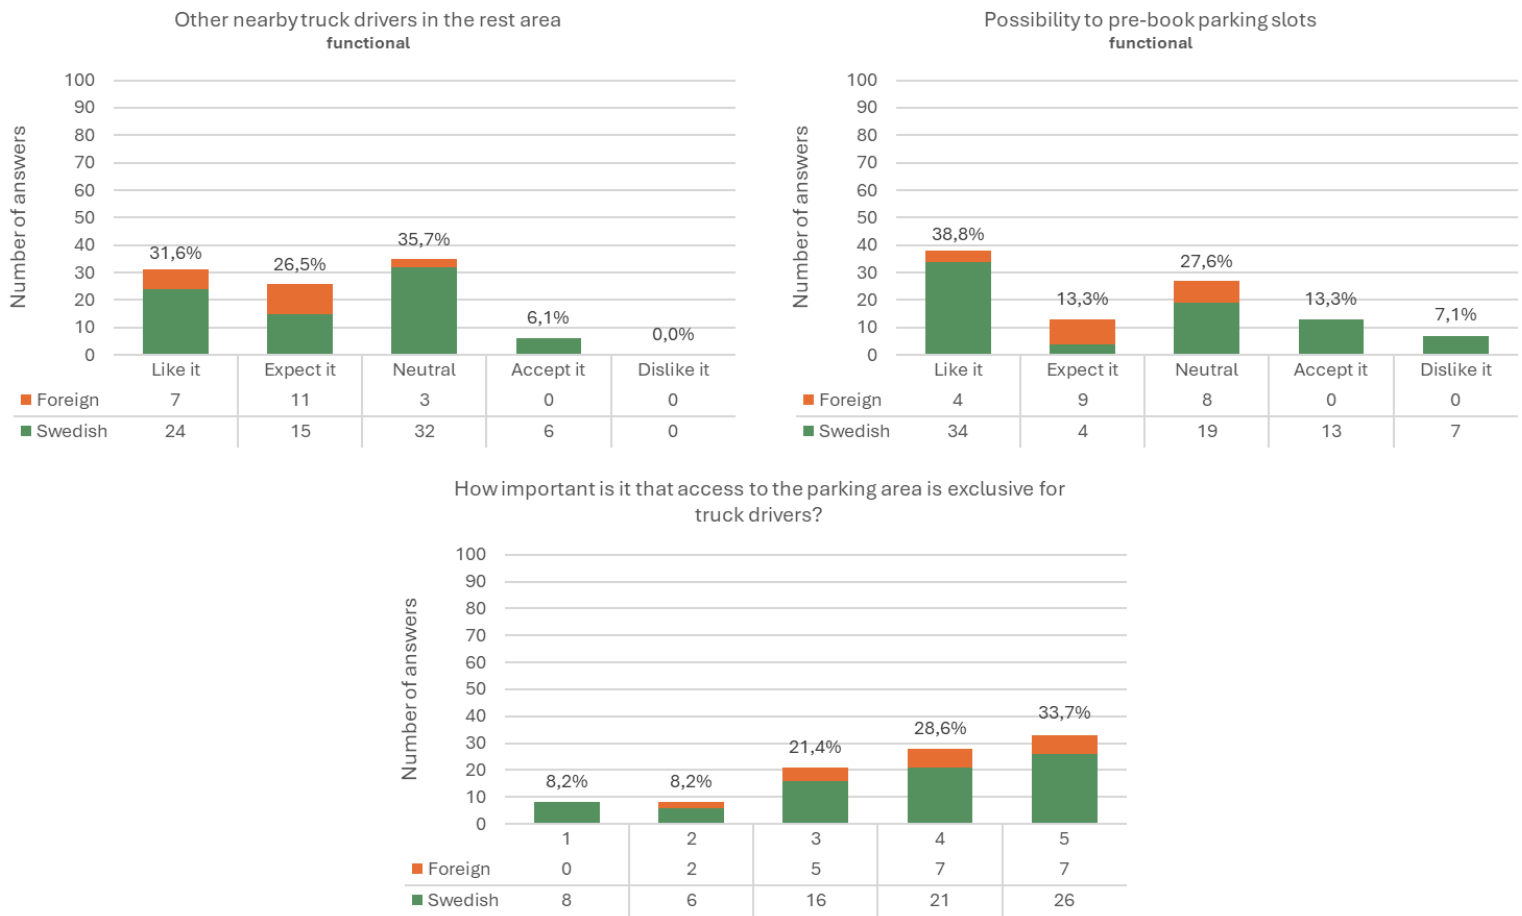 Other nearby truck drivers in the rest area
functional
Number of answers
100
90
80
70
60
50
40
30
20
10
0
31,6%
26,5%
35,7%
6,1%
0,0%
Like it Expect it Neutral Accept it Dislike it
Foreign 7 11 3 0 0
Swedish 24 15 32 6 0
Possibility to pre-book parking slots
functional
Number of answers
100
90
80
70
60
50
40
30
20
10
0
38,8%
13,3%
27,6%
13,3%
7,1%
Like it Expect it Neutral Accept it Dislike it
Foreign 4 9 8 0 0
Swedish 34 4 19 13 7
How important is it that access to the parking area is exclusive for
truck drivers?
Number of answers
100
90
80
70
60
50
40
30
20
10
0
8,2%
8,2%
21,4%
28,6%
33,7%
1 2 3 4 5
Foreign 0 2 5 7 7
Swedish 8 6 16 21 26